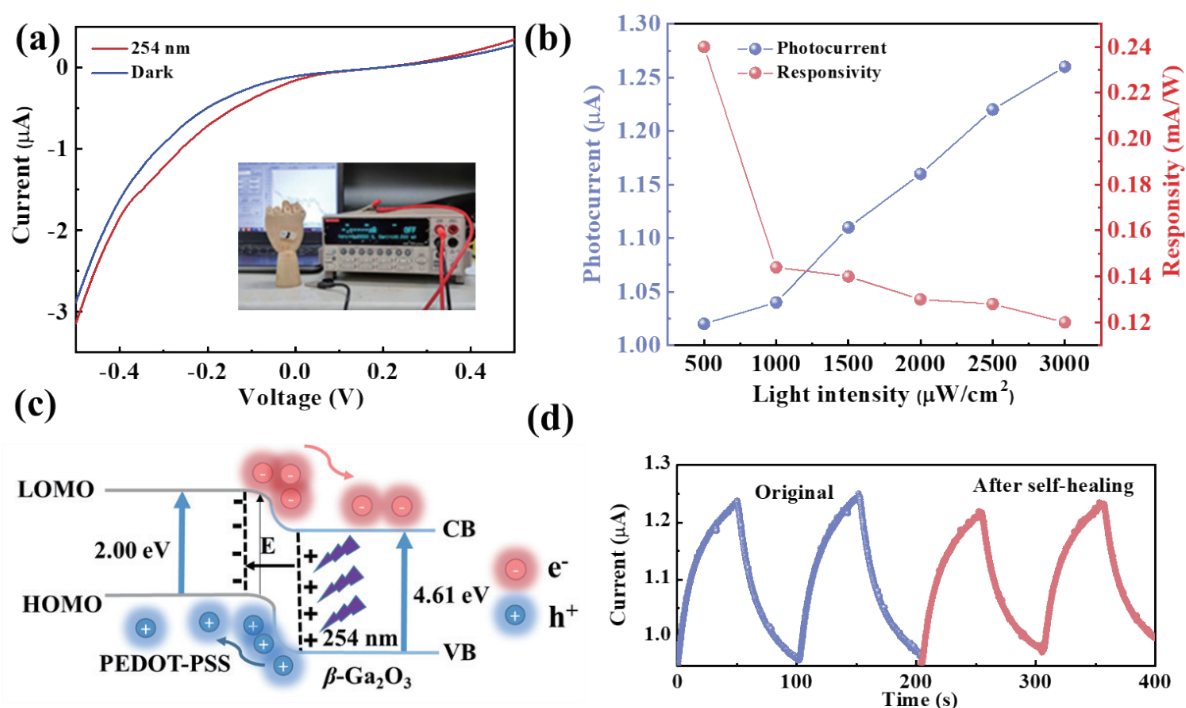 (a)
254 nm
Dark
Current (μA)
0
-1
-2
-3
-0.4
-0.2
0.0
0.2
0.4
Voltage (V)
OFF
(b)
Photocurrent
Responsivity
Photocurrent (μA)
1.30
1.25
1.20
1.15
1.10
1.05
1.00
0.24
0.22
0.20
0.18
0.16
0.14
0.12
Responsity (mA/W)
500
1000
1500
2000
2500
3000
Light intensity (μW/cm²)
(c)
LOMO
CB
2.00 eV
E
4.61 eV
e⁻
HOMO
h⁺
254 nm
VB
PEDOT-PSS
β-Ga₂O₃
(d)
Original
After self-healing
Current (μA)
1.3
1.2
1.1
1.0
0
100
200
300
400
Time (s)